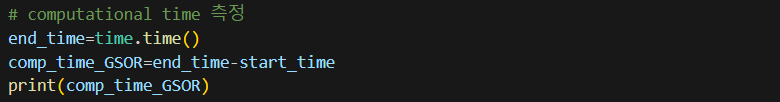 # computational time 측정
end_time=time.time()
comp_time_GSOR=end_time-start_time
print(comp_time_GSOR)